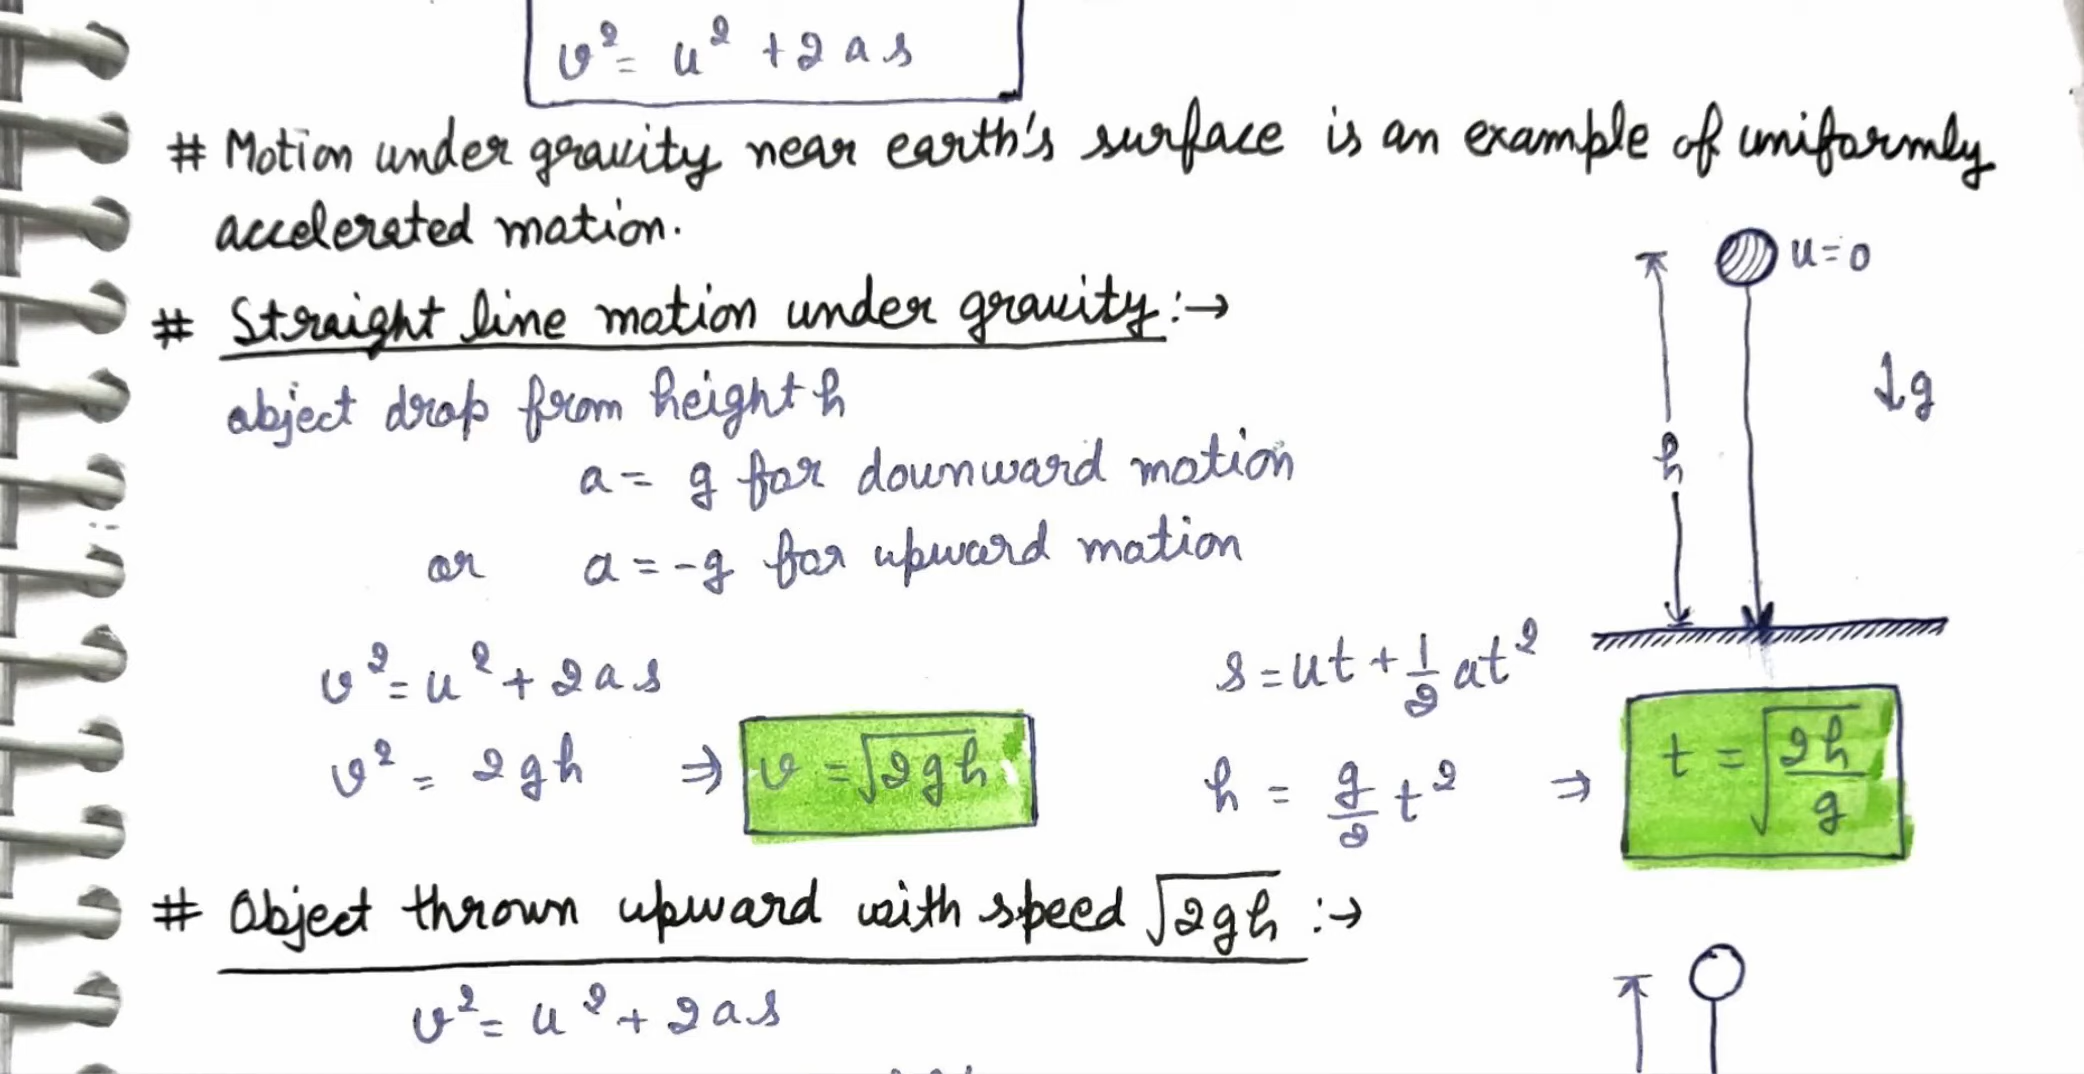 v² = u² + 2as
# Motion under gravity near earth's surface is an example of uniformly
accelerated motion.
# Straight line motion under gravity :→
object drop from height h
a = g for downward motion
or a = -g for upward motion
u=0
↓g
h
v² = u² + 2as
v² = 2gh ⇒ v = √2gh
s = ut + 1/2 at²
h = g/2 t² ⇒ t = √2h/g
# Object thrown upward with speed √2gh :→
v² = u² + 2as